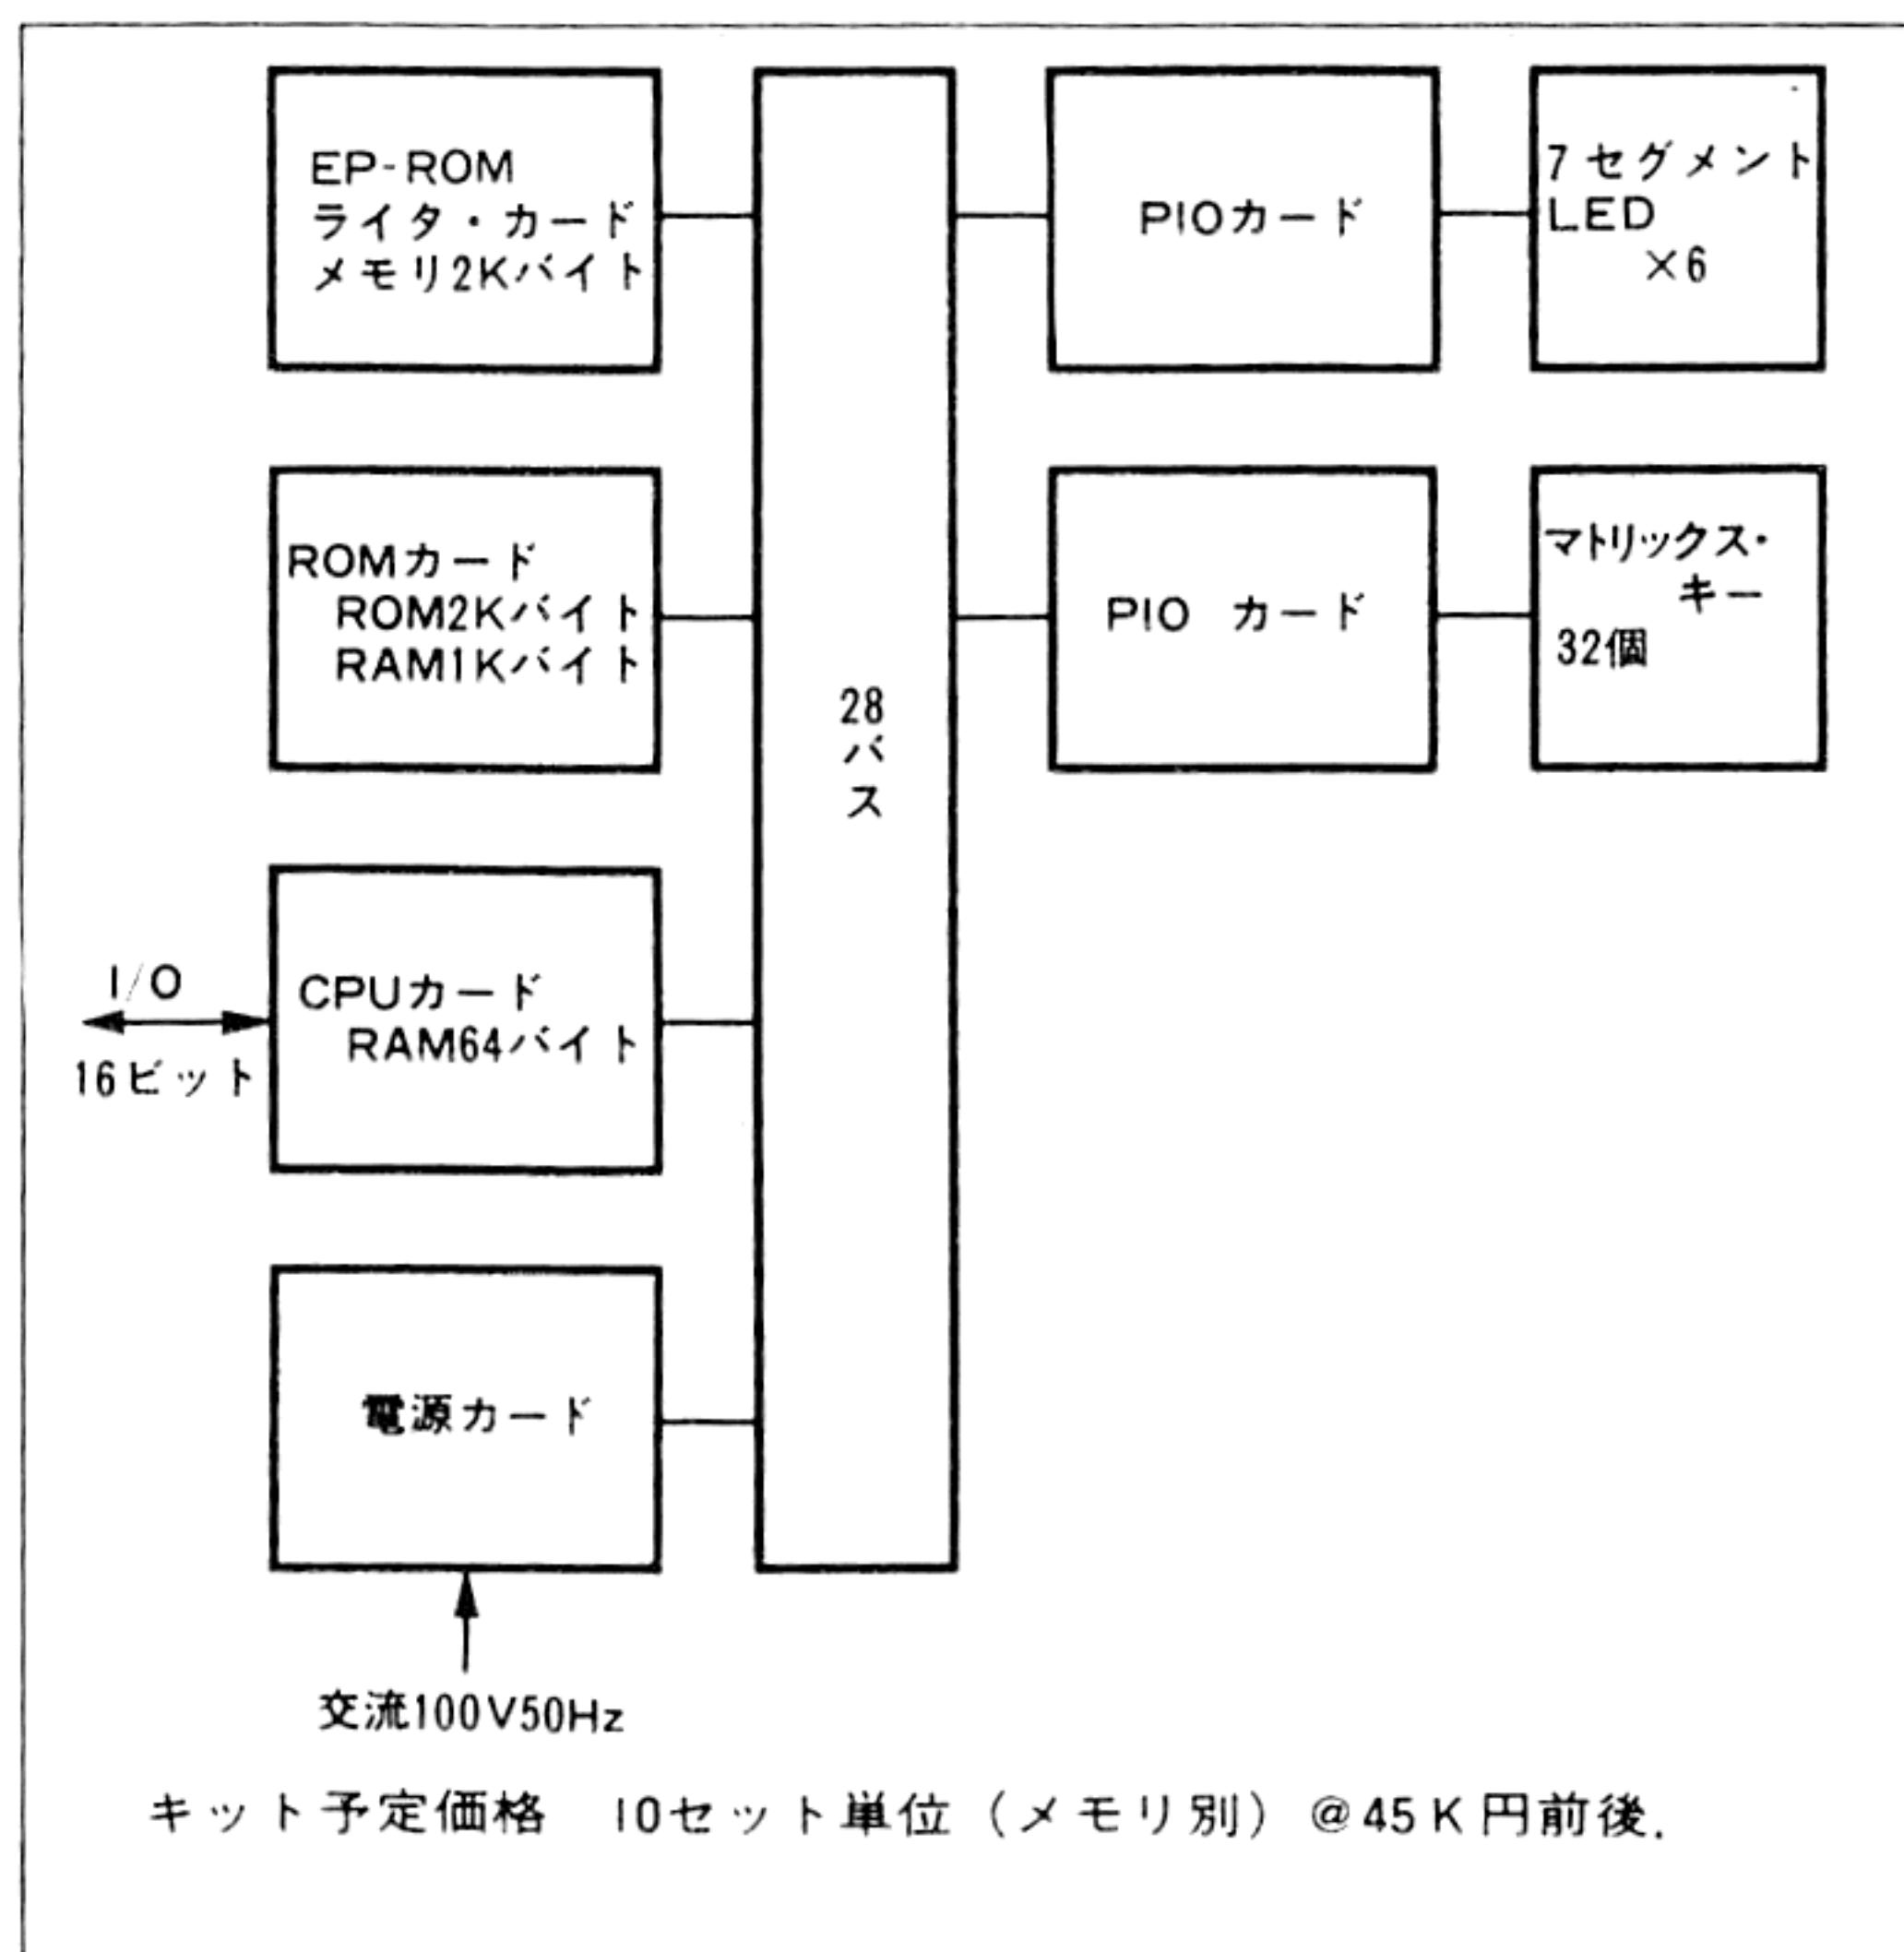 EP-ROM
ライタ・カード
メモリ2Kバイト
PIOカード
7セグメント
LED
×6
ROMカード
ROM2Kバイト
RAM1Kバイト
28
バ
ス
PIO カード
マトリックス・
キー
32個
I/O
16ビット
CPUカード
RAM64バイト
電源カード
交流100V50Hz
キット予定価格 10セット単位（メモリ別）@45K円前後.